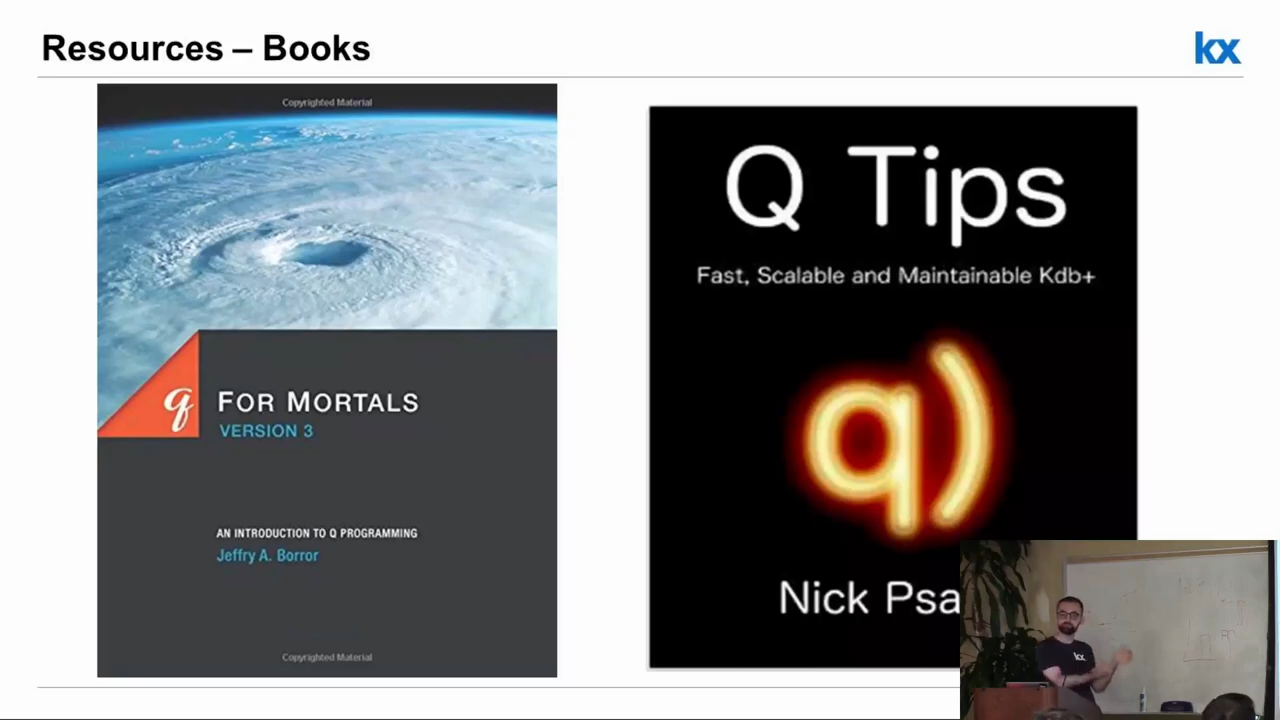 Resources – Books
kx
Copyrighted Material
q
FOR MORTALS
VERSION 3
AN INTRODUCTION TO Q PROGRAMMING
Jeffry A. Borror
Copyrighted Material
Q Tips
Fast, Scalable and Maintainable Kdb+
q)
Nick Psa
kx